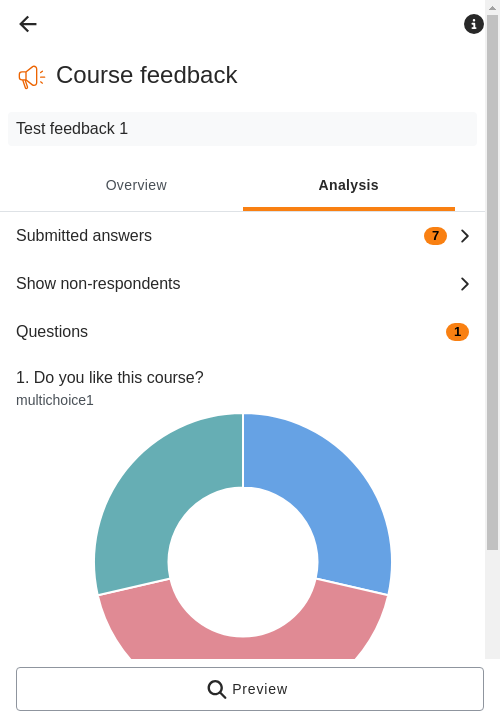 Course feedback
Test feedback 1
Overview
Analysis
Submitted answers
7
Show non-respondents
Questions
1
1. Do you like this course?
multichoice1
Preview